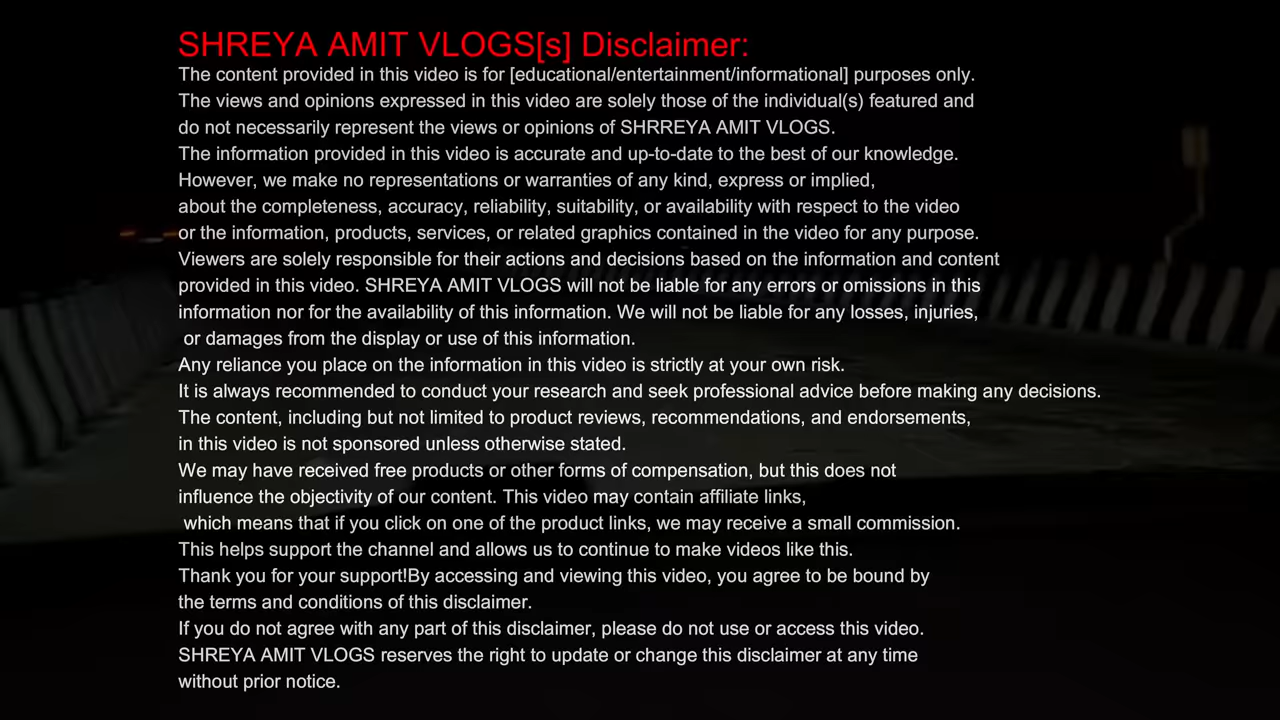 SHREYA AMIT VLOGS[s] Disclaimer:
The content provided in this video is for [educational/entertainment/informational] purposes only.
The views and opinions expressed in this video are solely those of the individual(s) featured and
do not necessarily represent the views or opinions of SHRREYA AMIT VLOGS.
The information provided in this video is accurate and up-to-date to the best of our knowledge.
However, we make no representations or warranties of any kind, express or implied,
about the completeness, accuracy, reliability, suitability, or availability with respect to the video
or the information, products, services, or related graphics contained in the video for any purpose.
Viewers are solely responsible for their actions and decisions based on the information and content
provided in this video. SHREYA AMIT VLOGS will not be liable for any errors or omissions in this
information nor for the availability of this information. We will not be liable for any losses, injuries,
or damages from the display or use of this information.
Any reliance you place on the information in this video is strictly at your own risk.
It is always recommended to conduct your research and seek professional advice before making any decisions.
The content, including but not limited to product reviews, recommendations, and endorsements,
in this video is not sponsored unless otherwise stated.
We may have received free products or other forms of compensation, but this does not
influence the objectivity of our content. This video may contain affiliate links,
which means that if you click on one of the product links, we may receive a small commission.
This helps support the channel and allows us to continue to make videos like this.
Thank you for your support!By accessing and viewing this video, you agree to be bound by
the terms and conditions of this disclaimer.
If you do not agree with any part of this disclaimer, please do not use or access this video.
SHREYA AMIT VLOGS reserves the right to update or change this disclaimer at any time
without prior notice.